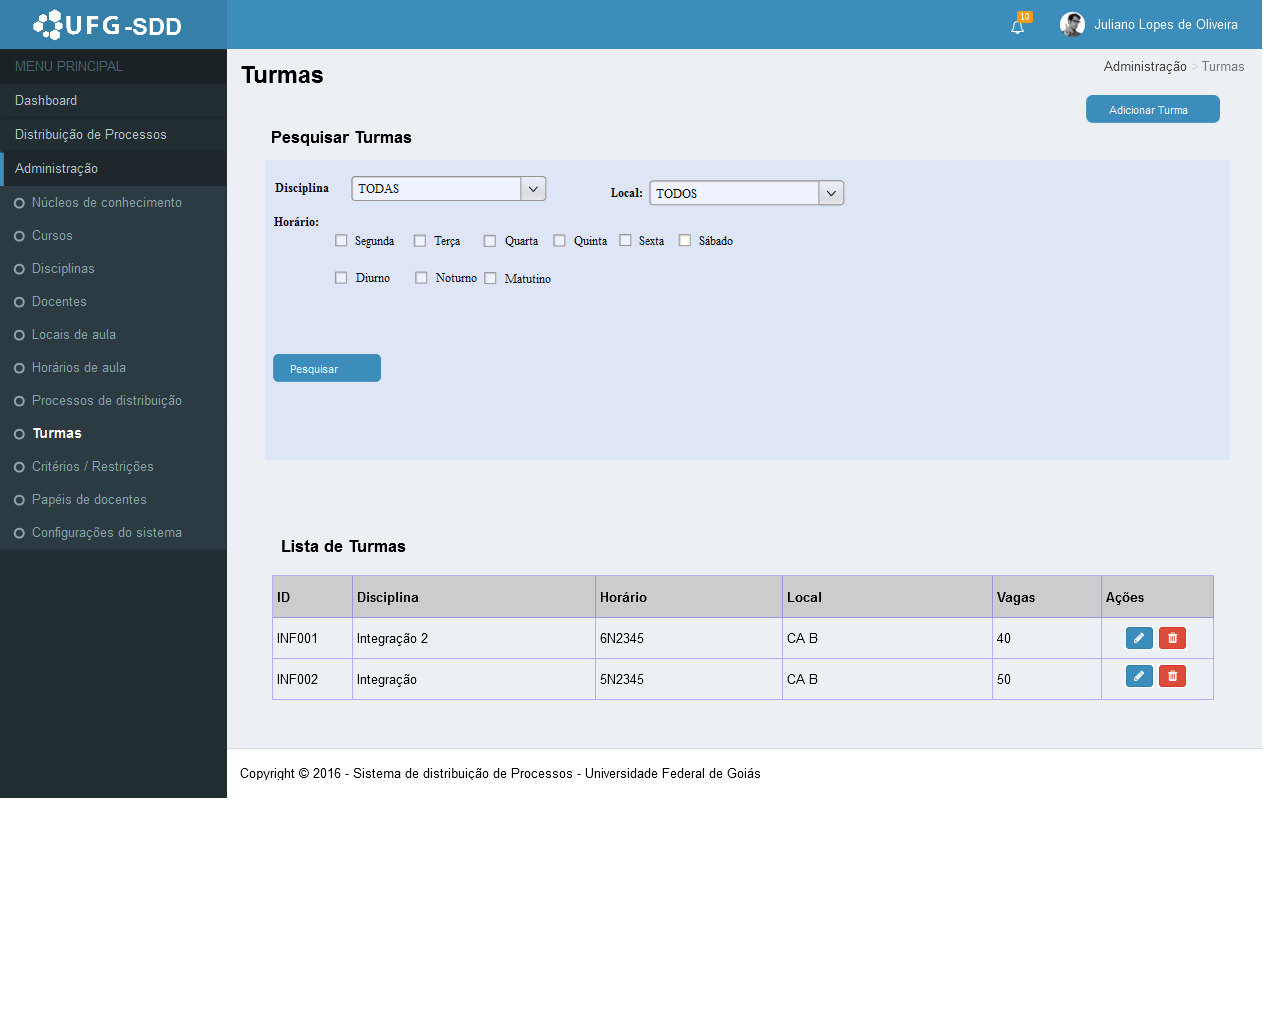 UFG-SDD
10
Juliano Lopes de Oliveira
MENU PRINCIPAL
Dashboard
Distribuição de Processos
Administração
Núcleos de conhecimento
Cursos
Disciplinas
Docentes
Locais de aula
Horários de aula
Processos de distribuição
Turmas
Critérios / Restrições
Papéis de docentes
Configurações do sistema
Turmas
Administração > Turmas
Adicionar Turma
Pesquisar Turmas
Disciplina TODAS Local: TODOS
Horário:
Segunda Terça Quarta Quinta Sexta Sábado
Diurno Noturno Matutino
Pesquisar
Lista de Turmas
ID Disciplina Horário Local Vagas Ações
INF001 Integração 2 6N2345 CA B 40
INF002 Integração 5N2345 CA B 50
Copyright © 2016 - Sistema de distribuição de Processos - Universidade Federal de Goiás